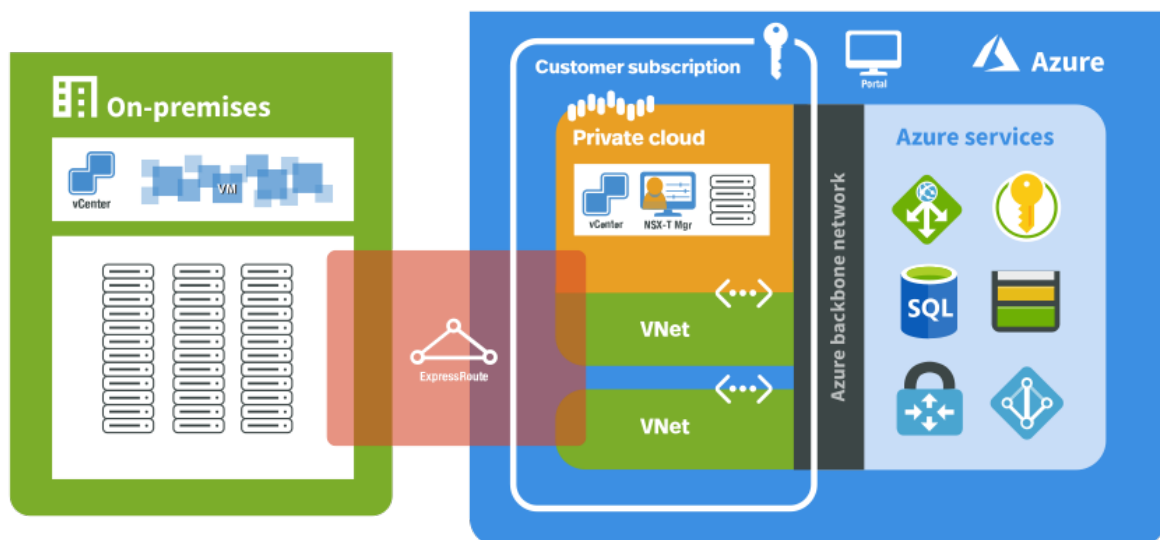 On-premises
vCenter
VM
ExpressRoute
Customer subscription
Portal
Azure
Private cloud
vCenter
NSX-T Mgr
VNet
VNet
Azure backbone network
Azure services
SQL